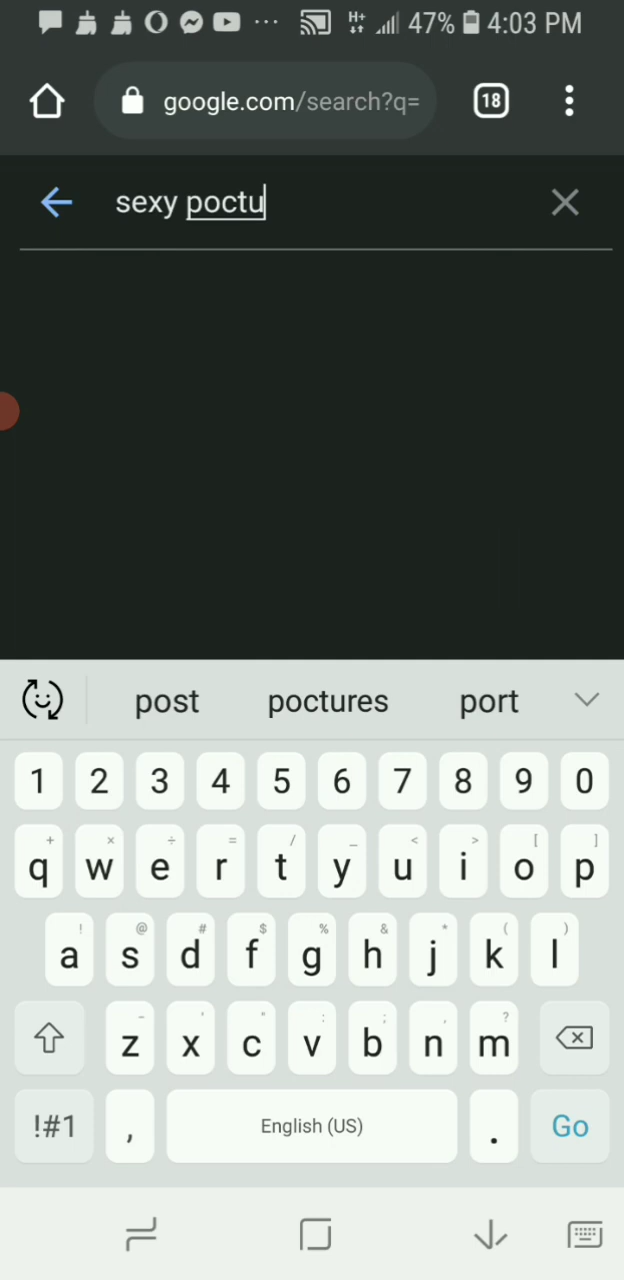 H+ 47% 4:03 PM
google.com/search?q= 18
sexy poctu
post poctures port
1 2 3 4 5 6 7 8 9 0
+ × ÷ = / _ < > [ ]
q w e r t y u i o p
! @ # $ % & * ( )
a s d f g h j k l
- ' " : ; , ?
z x c v b n m
!#1 , English (US) . Go